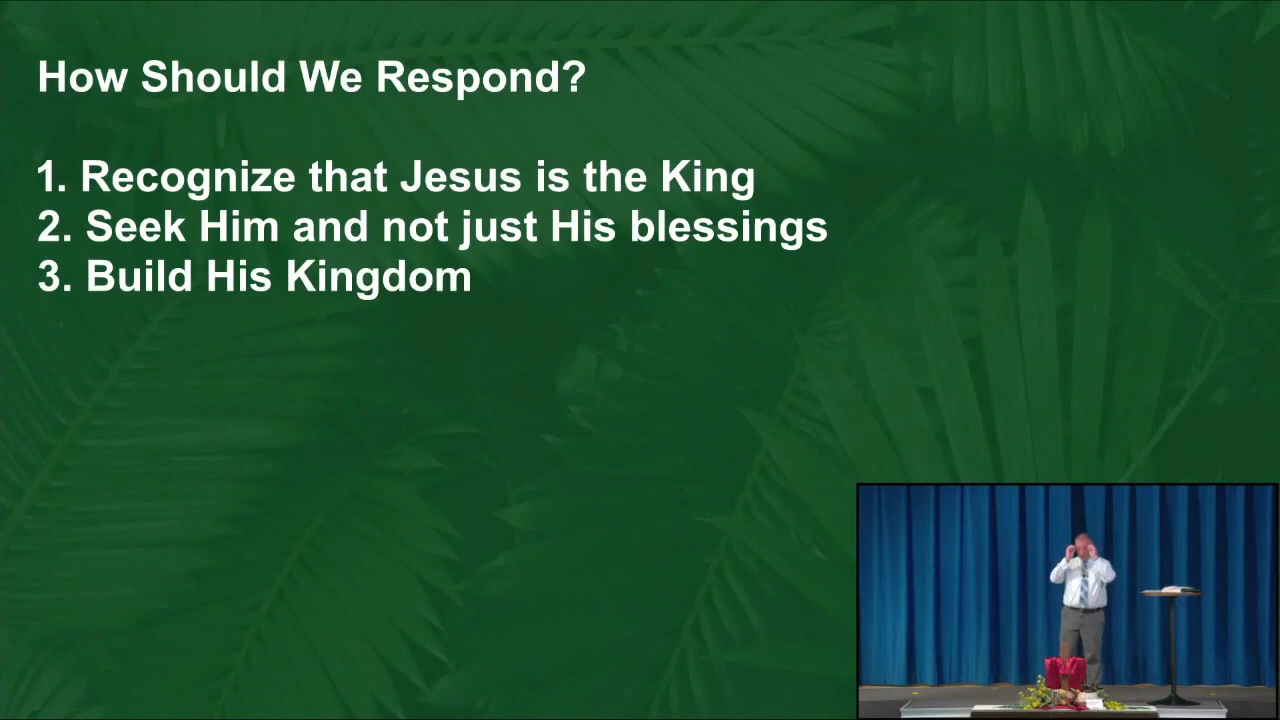 How Should We Respond?
1. Recognize that Jesus is the King
2. Seek Him and not just His blessings
3. Build His Kingdom